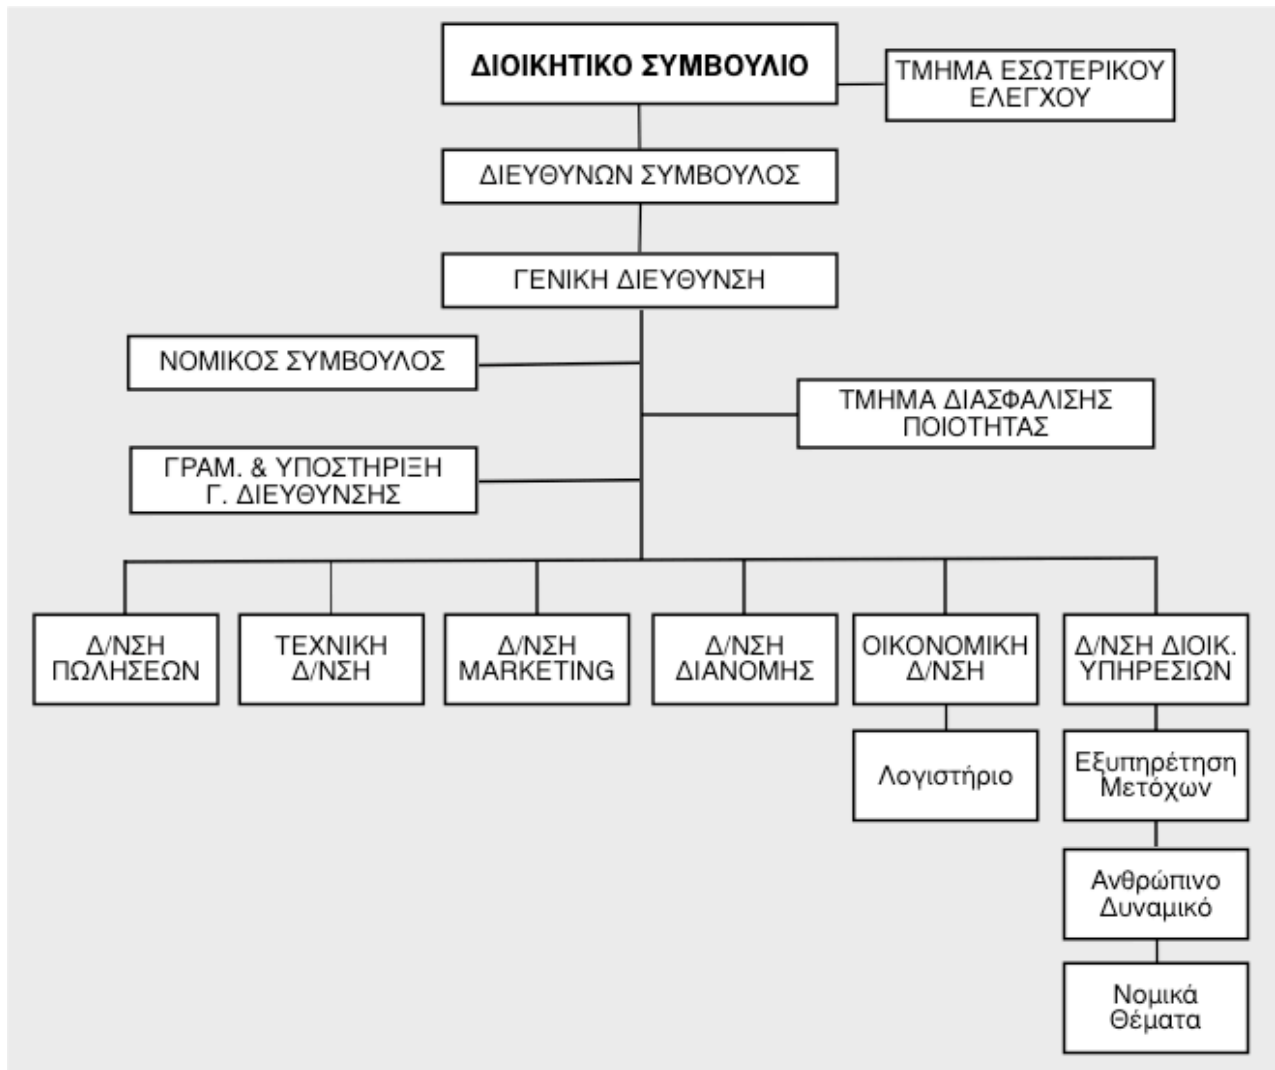 ΔΙΟΙΚΗΤΙΚΟ ΣΥΜΒΟΥΛΙΟ
ΤΜΗΜΑ ΕΣΩΤΕΡΙΚΟΥ
ΕΛΕΓΧΟΥ
ΔΙΕΥΘΥΝΩΝ ΣΥΜΒΟΥΛΟΣ
ΓΕΝΙΚΗ ΔΙΕΥΘΥΝΣΗ
ΝΟΜΙΚΟΣ ΣΥΜΒΟΥΛΟΣ
ΤΜΗΜΑ ΔΙΑΣΦΑΛΙΣΗΣ
ΠΟΙΟΤΗΤΑΣ
ΓΡΑΜ. & ΥΠΟΣΤΗΡΙΞΗ
Γ. ΔΙΕΥΘΥΝΣΗΣ
Δ/ΝΣΗ
ΠΩΛΗΣΕΩΝ
ΤΕΧΝΙΚΗ
Δ/ΝΣΗ
Δ/ΝΣΗ
MARKETING
Δ/ΝΣΗ
ΔΙΑΝΟΜΗΣ
ΟΙΚΟΝΟΜΙΚΗ
Δ/ΝΣΗ
Δ/ΝΣΗ ΔΙΟΙΚ.
ΥΠΗΡΕΣΙΩΝ
Λογιστήριο
Εξυπηρέτηση
Μετόχων
Ανθρώπινο
Δυναμικό
Νομικά
Θέματα